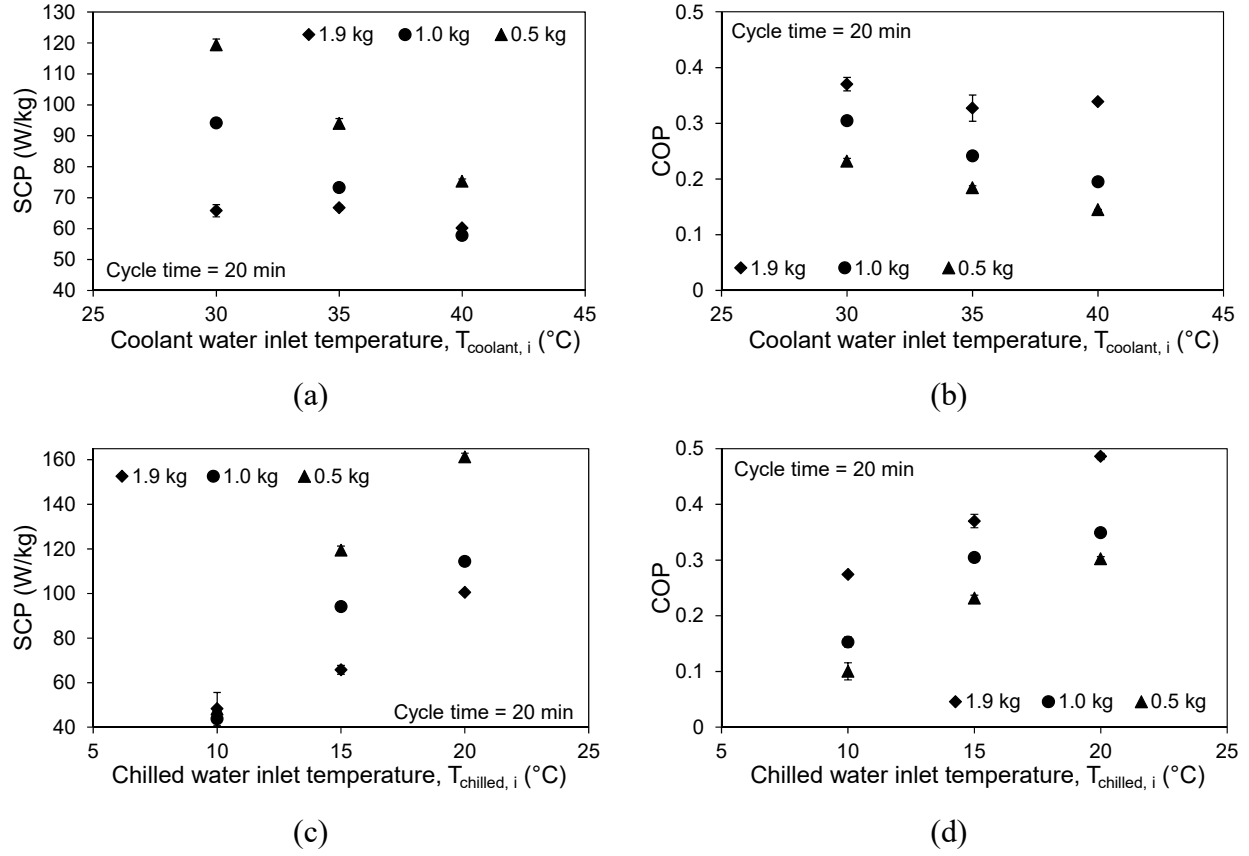 130
120
110
100
90
80
70
60
50
40
SCP (W/kg)
1.9 kg 1.0 kg 0.5 kg
Cycle time = 20 min
25 30 35 40 45
Coolant water inlet temperature, Tcoolant, i (°C)
(a)
0.5
0.4
0.3
0.2
0.1
0
COP
Cycle time = 20 min
1.9 kg 1.0 kg 0.5 kg
25 30 35 40 45
Coolant water inlet temperature, Tcoolant, i (°C)
(b)
160
140
120
100
80
60
40
SCP (W/kg)
1.9 kg 1.0 kg 0.5 kg
Cycle time = 20 min
5 10 15 20 25
Chilled water inlet temperature, Tchilled, i (°C)
(c)
0.5
0.4
0.3
0.2
0.1
0
COP
Cycle time = 20 min
1.9 kg 1.0 kg 0.5 kg
5 10 15 20 25
Chilled water inlet temperature, Tchilled, i (°C)
(d)